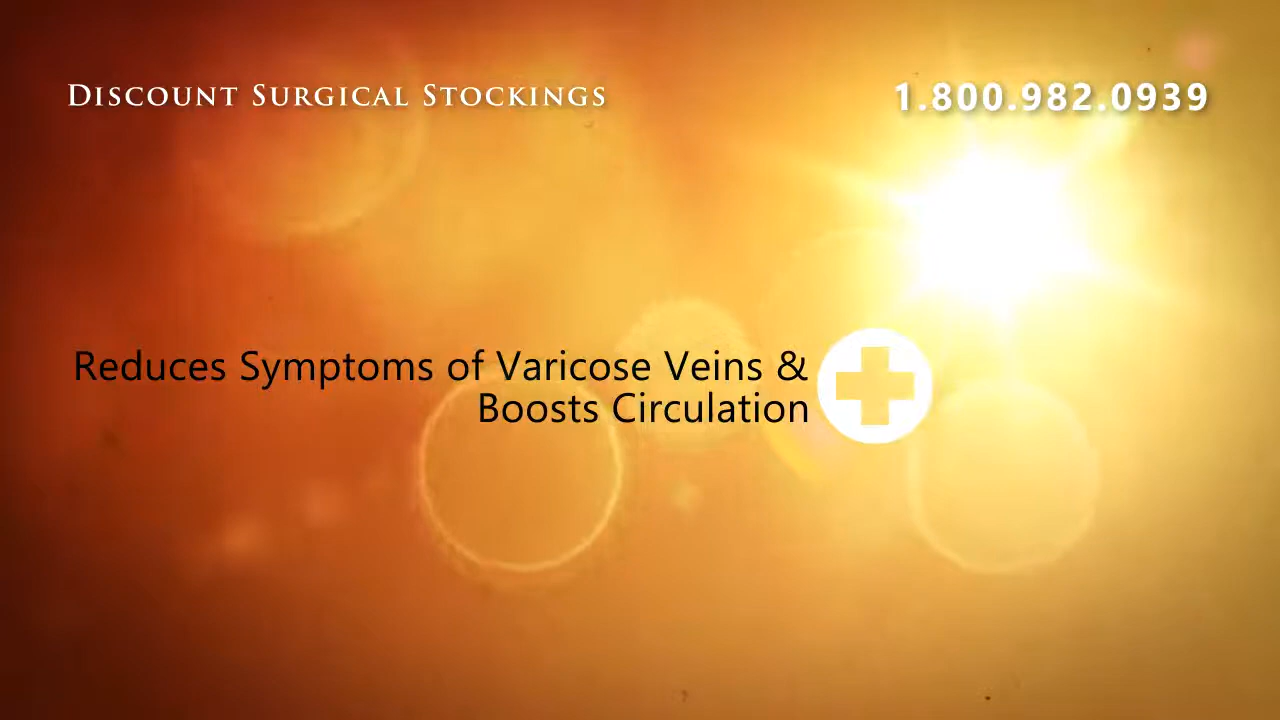 Discount Surgical Stockings
1.800.982.0939
Reduces Symptoms of Varicose Veins &
Boosts Circulation